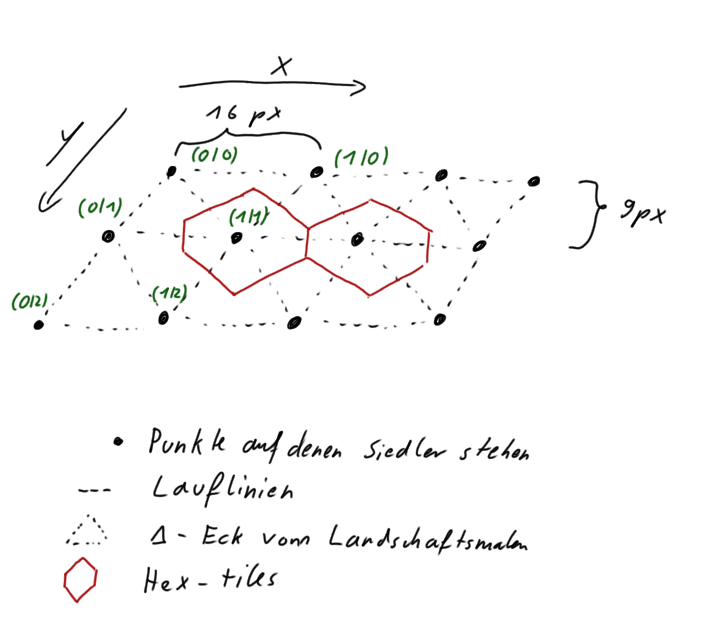 X
16 px
y
(0/0)
(1/0)
(0/1)
(1/1)
9px
(0/2)
(1/2)
Punkte auf denen Siedler stehen
Lauflinien
Δ - Eck vom Landschaftsmalen
Hex-tiles